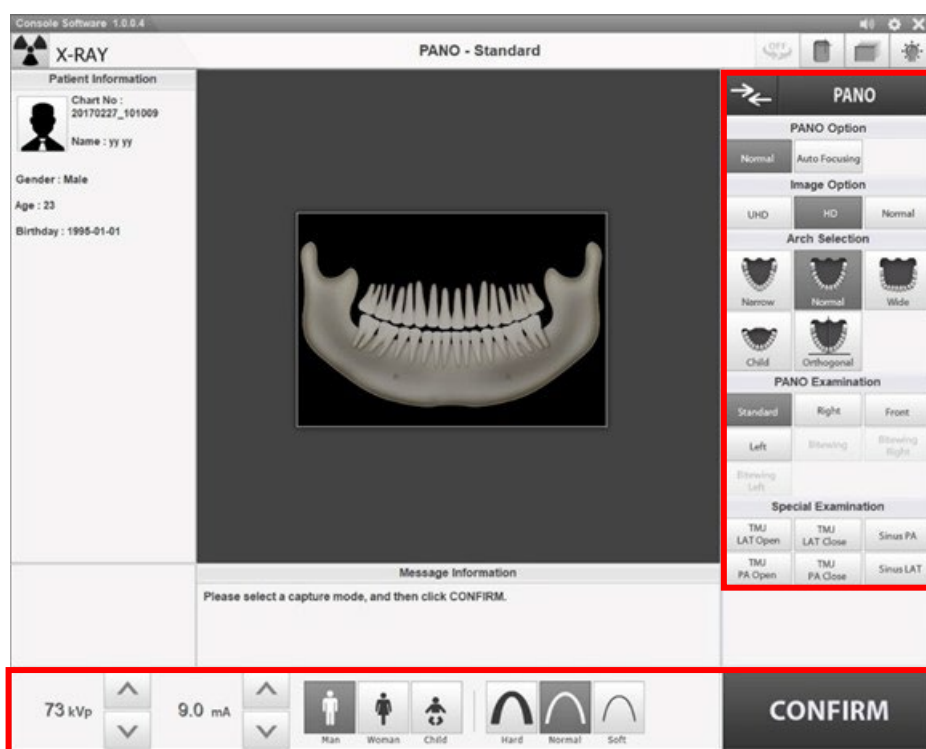 Console Software 1.0.0.4
X-RAY
PANO - Standard
OFF
Patient Information
Chart No :
20170227_101009
Name : yy yy
Gender : Male
Age : 23
Birthday : 1995-01-01
PANO
PANO Option
Normal
Auto Focusing
Image Option
UHD
HD
Normal
Arch Selection
Narrow
Normal
Wide
Child
Orthogonal
PANO Examination
Standard
Right
Front
Left
Bitewing
Bitewing
Right
Bitewing
Left
Special Examination
TMJ
LAT Open
TMJ
LAT Close
Sinus PA
TMJ
PA Open
TMJ
PA Close
Sinus LAT
Message Information
Please select a capture mode, and then click CONFIRM.
73 kVp
9.0 mA
Man
Woman
Child
Hard
Normal
Soft
CONFIRM